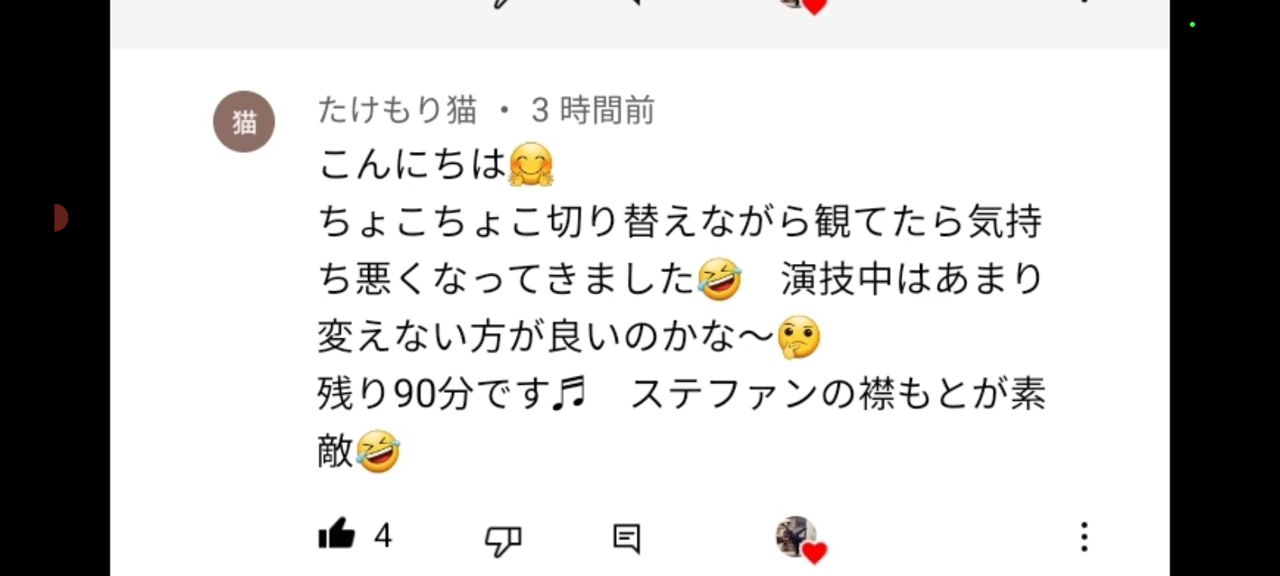 猫
たけもり猫 ・ 3 時間前
こんにちは🤗
ちょこちょこ切り替えながら観てたら気持
ち悪くなってきました🤣　演技中はあまり
変えない方が良いのかな〜🤔
残り90分です🎵　ステファンの襟もとが素
敵🤣
4